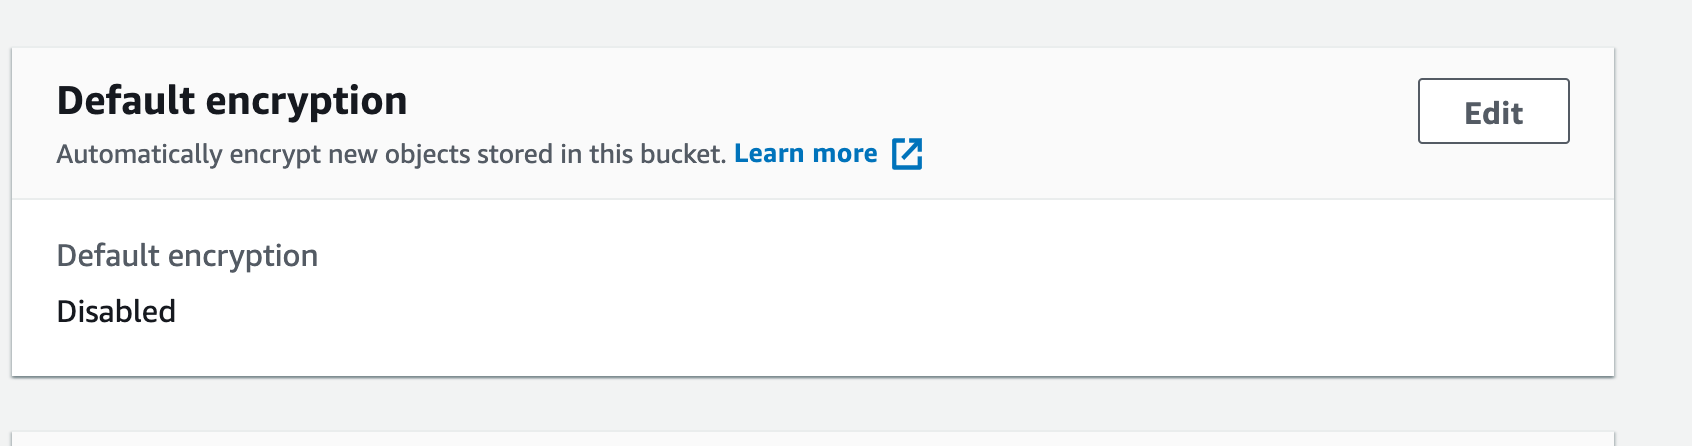 Default encryption
Edit
Automatically encrypt new objects stored in this bucket. Learn more
Default encryption
Disabled